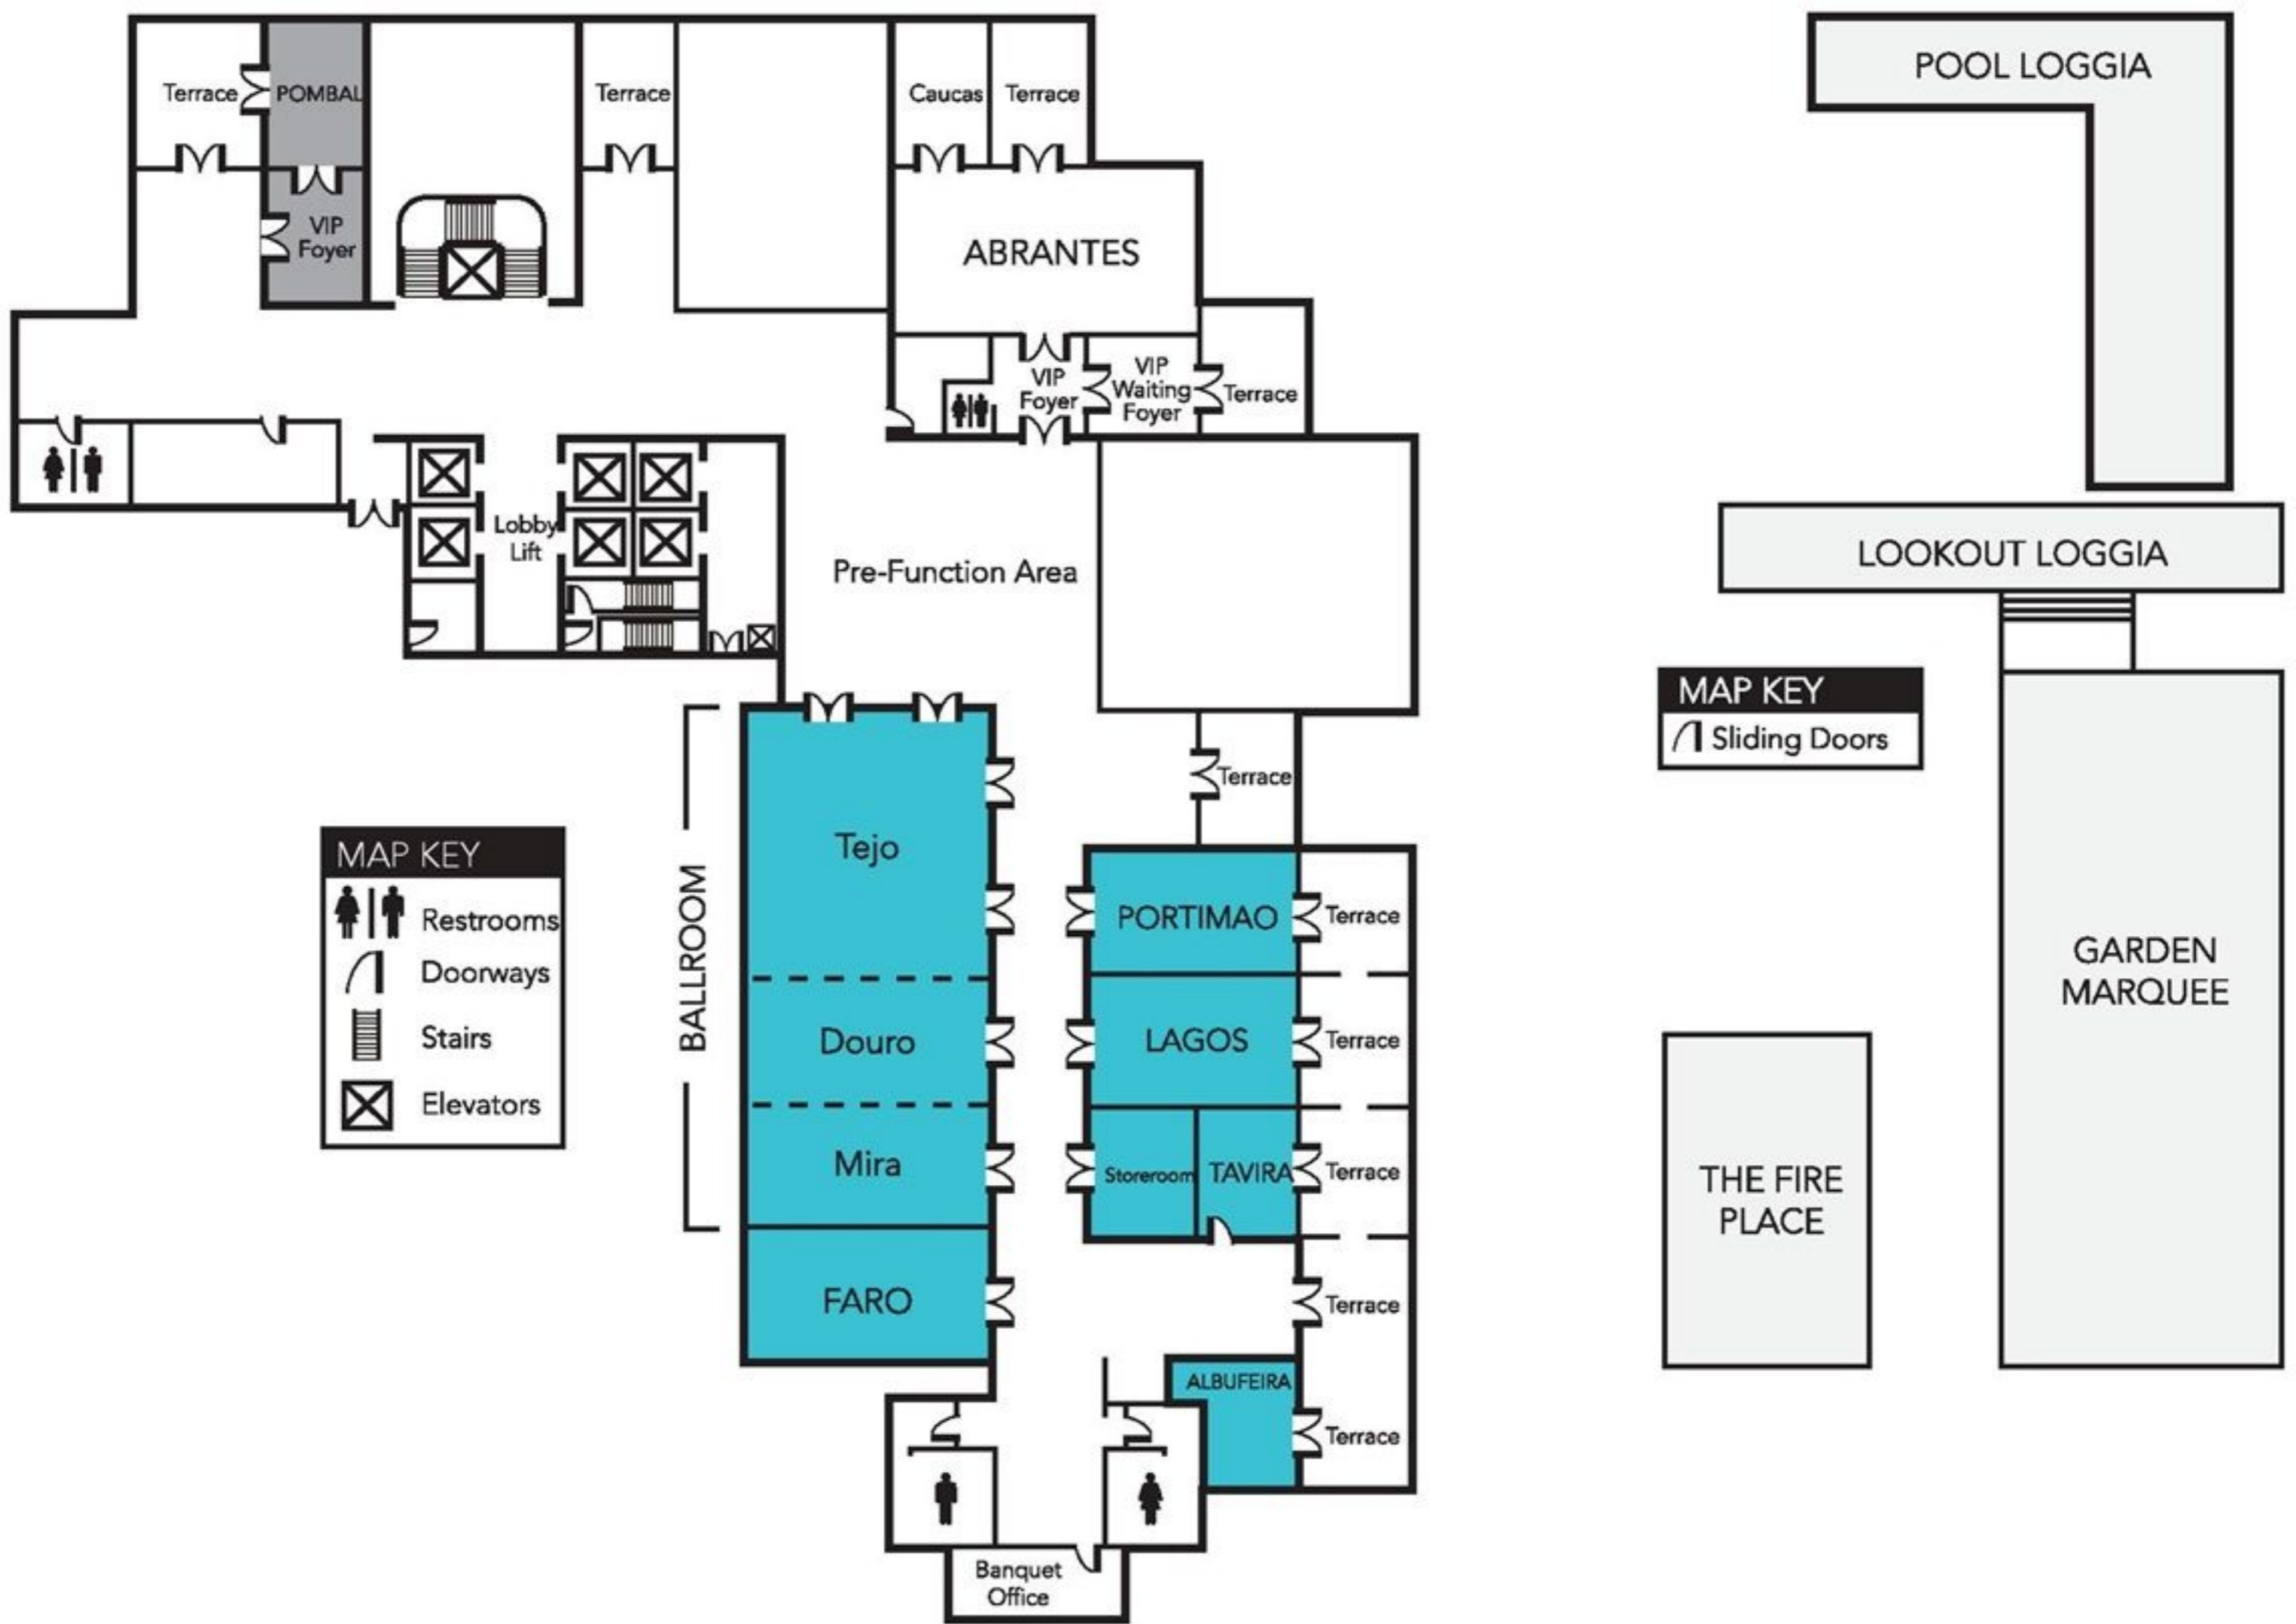 Terrace
POMBAL
Terrace
Caucas
Terrace
POOL LOGGIA
VIP
Foyer
ABRANTES
VIP
Foyer
VIP
Waiting
Foyer
Terrace
Lobby
Lift
Pre-Function Area
LOOKOUT LOGGIA
MAP KEY
Sliding Doors
Terrace
BALLROOM
Tejo
Douro
Mira
FARO
MAP KEY
Restrooms
Doorways
Stairs
Elevators
PORTIMAO
Terrace
LAGOS
Terrace
Storeroom
TAVIRA
Terrace
Terrace
ALBUFEIRA
Terrace
Banquet
Office
GARDEN
MARQUEE
THE FIRE
PLACE